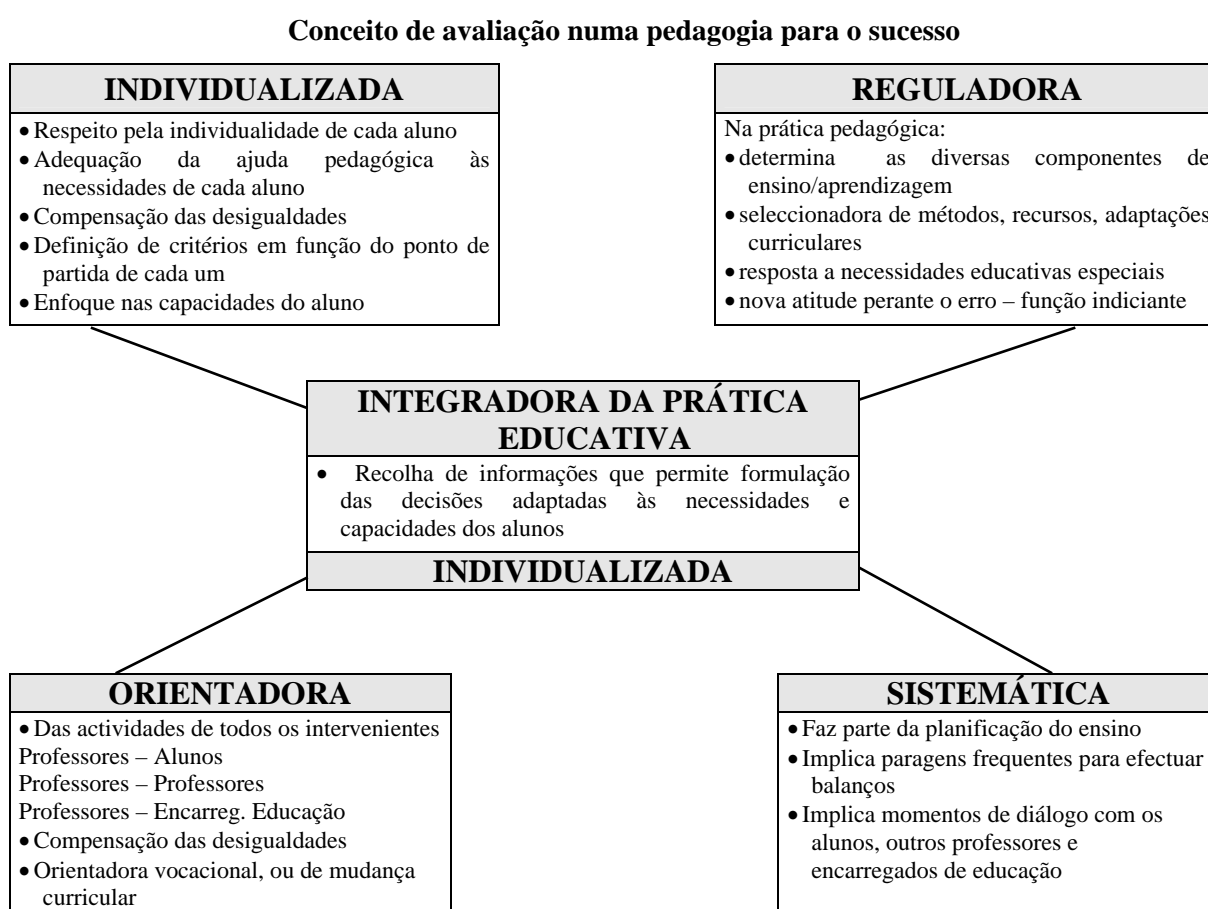 Conceito de avaliação numa pedagogia para o sucesso
INDIVIDUALIZADA
• Respeito pela individualidade de cada aluno
• Adequação da ajuda pedagógica às
necessidades de cada aluno
• Compensação das desigualdades
• Definição de critérios em função do ponto de
partida de cada um
• Enfoque nas capacidades do aluno
REGULADORA
Na prática pedagógica:
• determina as diversas componentes de
ensino/aprendizagem
• seleccionadora de métodos, recursos, adaptações
curriculares
• resposta a necessidades educativas especiais
• nova atitude perante o erro – função indiciante
INTEGRADORA DA PRÁTICA
EDUCATIVA
• Recolha de informações que permite formulação
das decisões adaptadas às necessidades e
capacidades dos alunos
INDIVIDUALIZADA
ORIENTADORA
• Das actividades de todos os intervenientes
Professores – Alunos
Professores – Professores
Professores – Encarreg. Educação
• Compensação das desigualdades
• Orientadora vocacional, ou de mudança
curricular
SISTEMÁTICA
• Faz parte da planificação do ensino
• Implica paragens frequentes para efectuar
balanços
• Implica momentos de diálogo com os
alunos, outros professores e
encarregados de educação